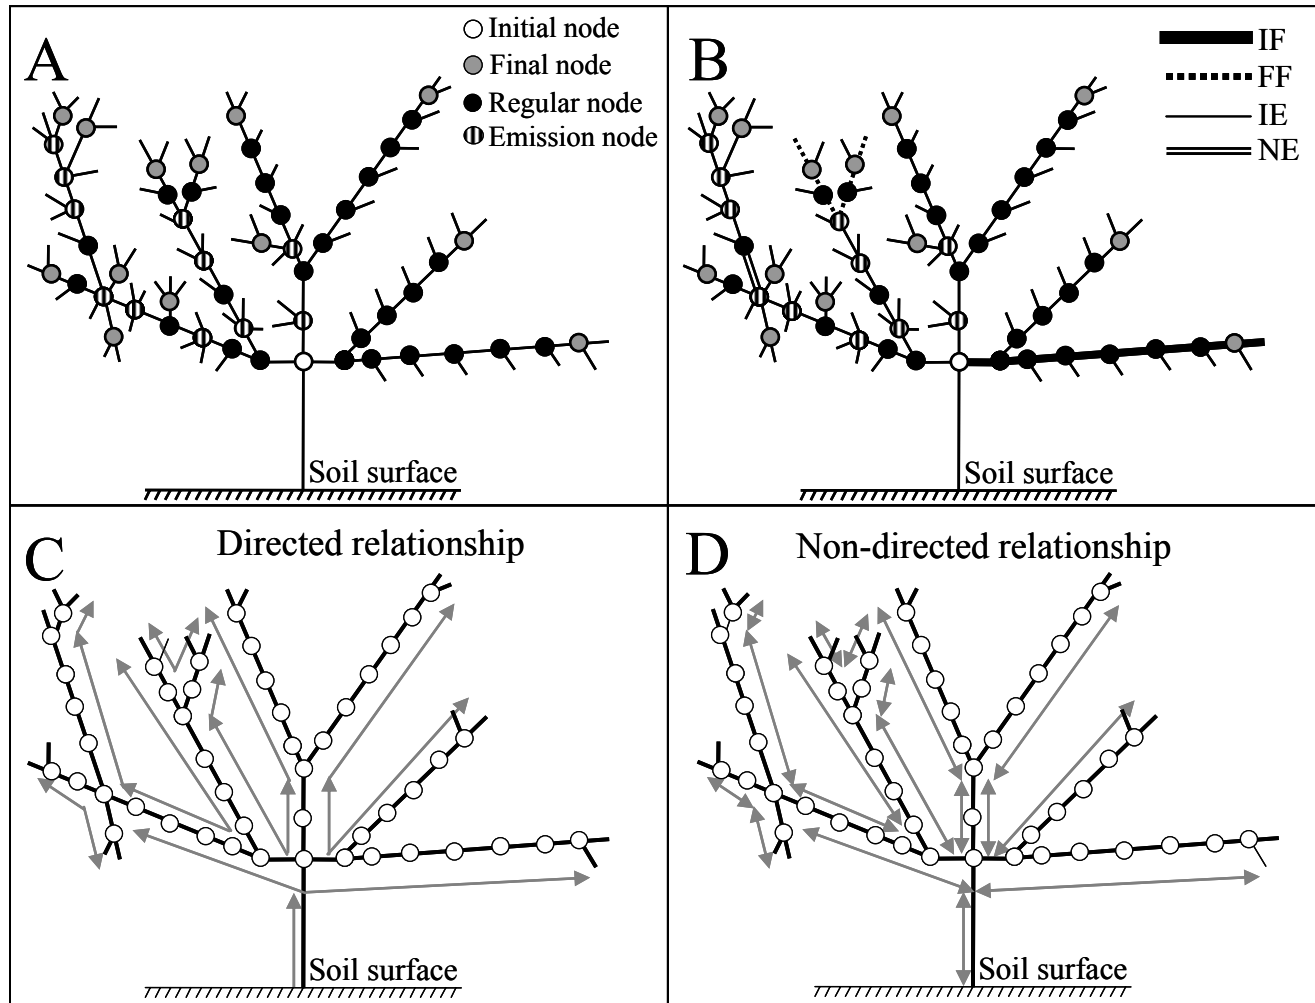 A
Initial node
Final node
Regular node
Emission node
Soil surface
B
IF
FF
IE
NE
Soil surface
C
Directed relationship
Soil surface
D
Non-directed relationship
Soil surface